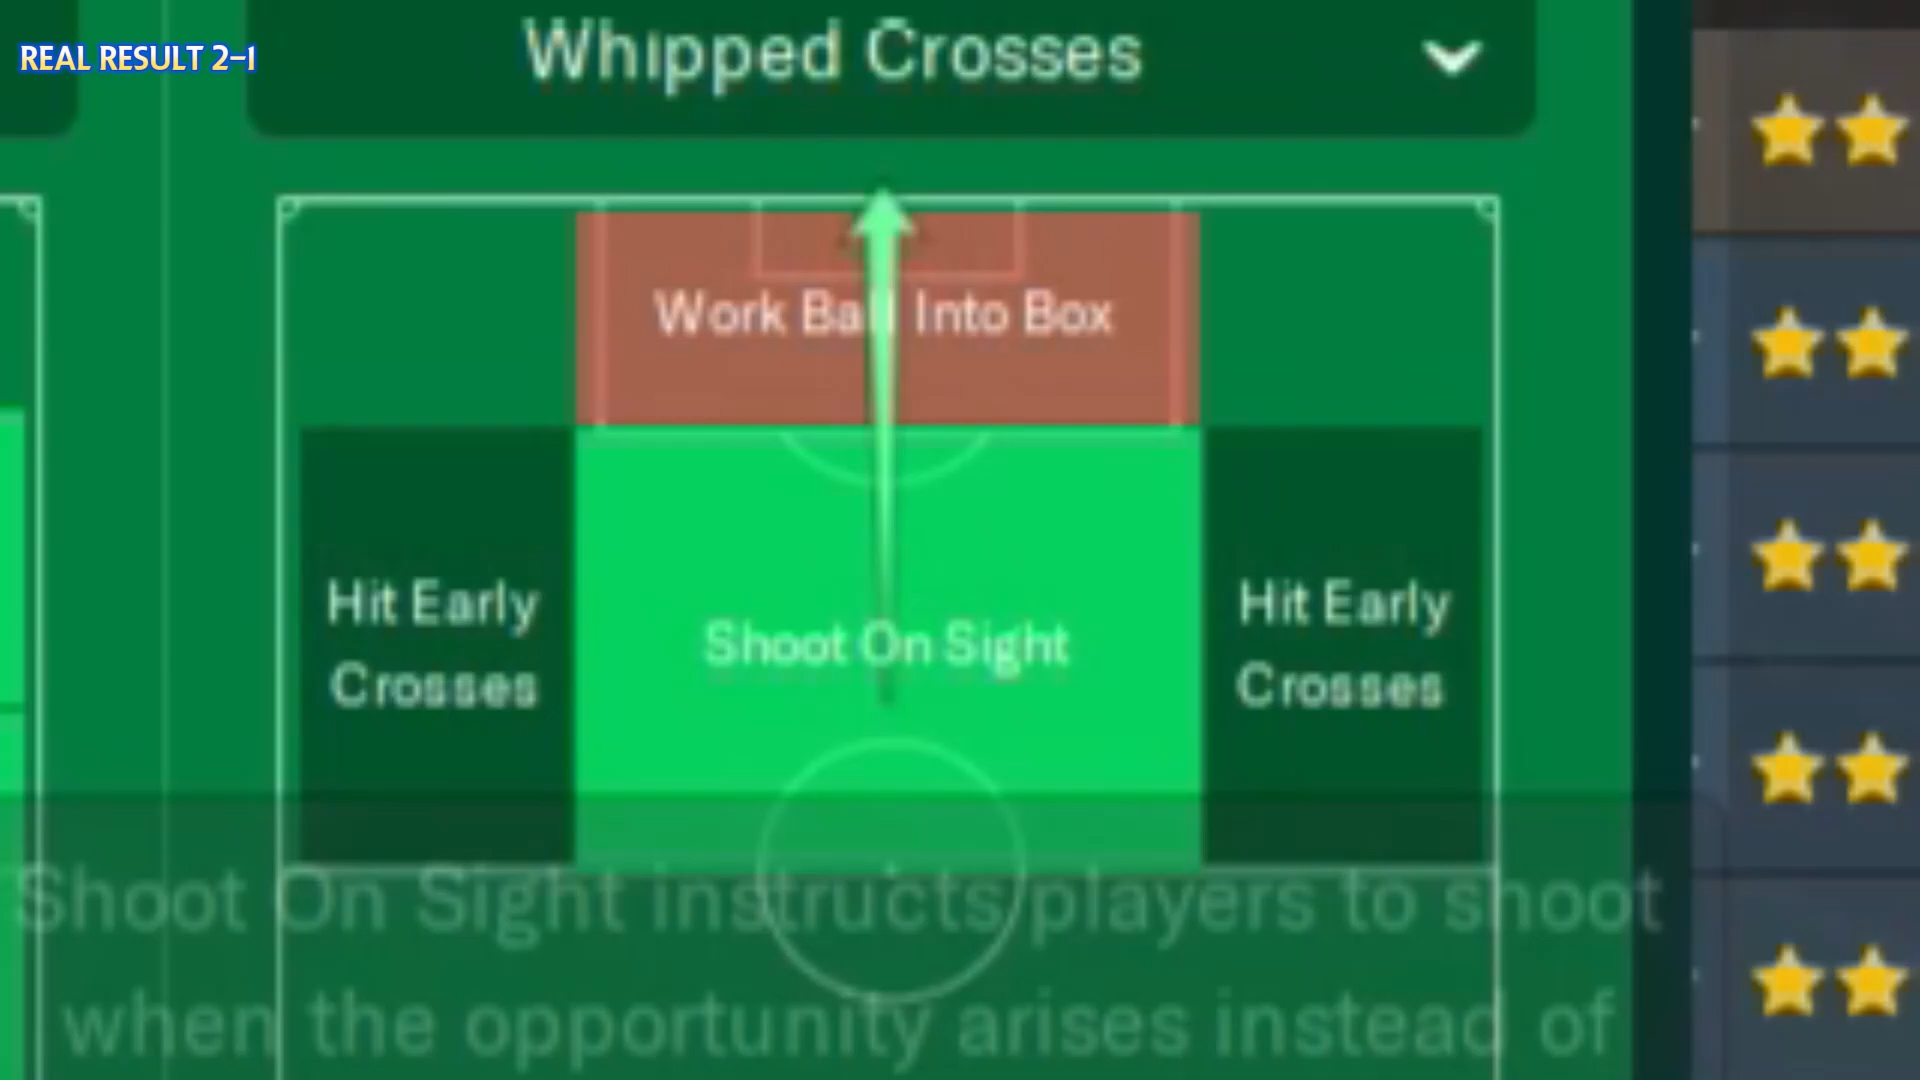 REAL RESULT 2-1
Whipped Crosses
Work Ball Into Box
Hit Early
Crosses
Shoot On Sight
Hit Early
Crosses
Shoot On Sight instructs players to shoot
when the opportunity arises instead of